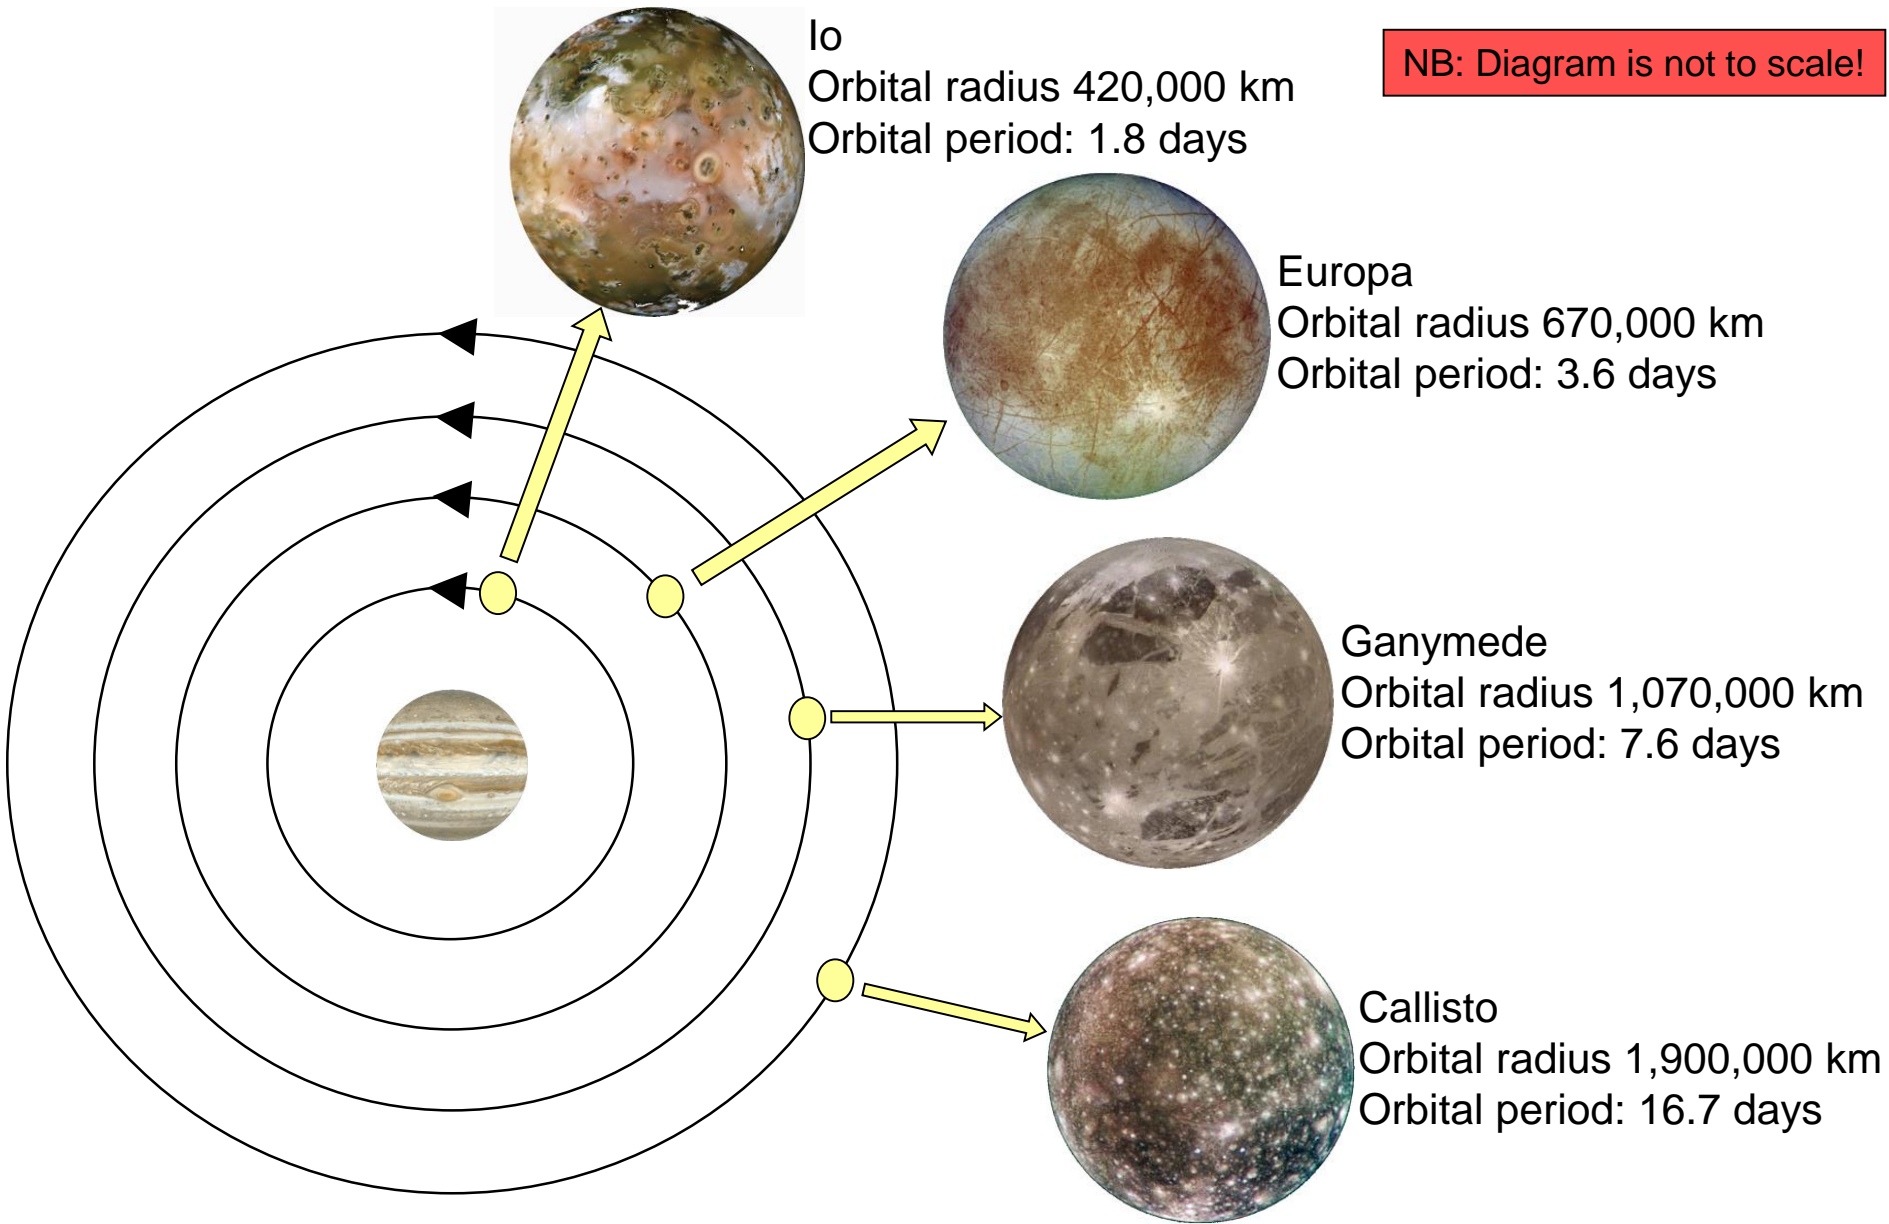 Io
Orbital radius 420,000 km
Orbital period: 1.8 days
NB: Diagram is not to scale!
Europa
Orbital radius 670,000 km
Orbital period: 3.6 days
Ganymede
Orbital radius 1,070,000 km
Orbital period: 7.6 days
Callisto
Orbital radius 1,900,000 km
Orbital period: 16.7 days